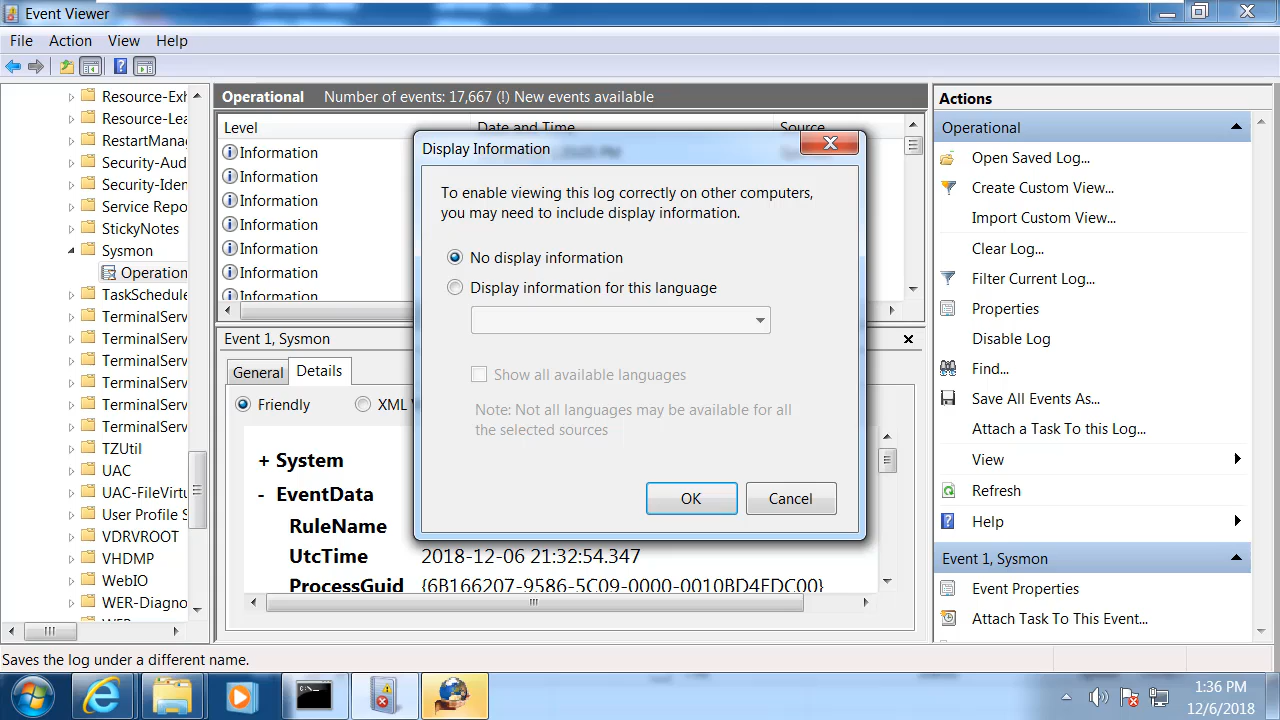 Event Viewer
File Action View Help
Resource-Exh
Resource-Lea
RestartManag
Security-Aud
Security-Iden
Service Repo
StickyNotes
Sysmon
Operation
TaskSchedule
TerminalServ
TerminalServ
TerminalServ
TerminalServ
TerminalServ
TerminalServ
TZUtil
UAC
UAC-FileVirtu
User Profile S
VDRVROOT
VHDMP
WebIO
WER-Diagno
Operational Number of events: 17,667 (!) New events available
Level Date and Time Source
Information
Information
Information
Information
Information
Information
Information
Event 1, Sysmon
General Details
Friendly XML V
+ System
- EventData
RuleName
UtcTime 2018-12-06 21:32:54.347
ProcessGuid {6B166207-9586-5C09-0000-0010BD4FDC00}
Display Information
To enable viewing this log correctly on other computers,
you may need to include display information.
No display information
Display information for this language
Show all available languages
Note: Not all languages may be available for all
the selected sources
OK Cancel
Actions
Operational
Open Saved Log...
Create Custom View...
Import Custom View...
Clear Log...
Filter Current Log...
Properties
Disable Log
Find...
Save All Events As...
Attach a Task To this Log...
View
Refresh
Help
Event 1, Sysmon
Event Properties
Attach Task To This Event...
Saves the log under a different name.
1:36 PM
12/6/2018